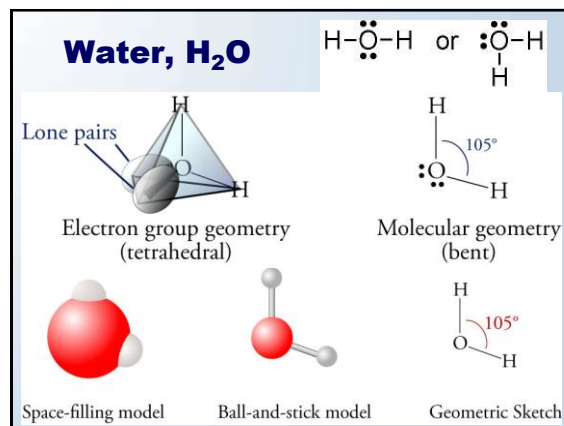 Water, H₂O
H-O-H or O-H
H
H
Lone pairs
O
H
H
105°
O
H
Electron group geometry
(tetrahedral)
Molecular geometry
(bent)
H
105°
O
H
Space-filling model
Ball-and-stick model
Geometric Sketch